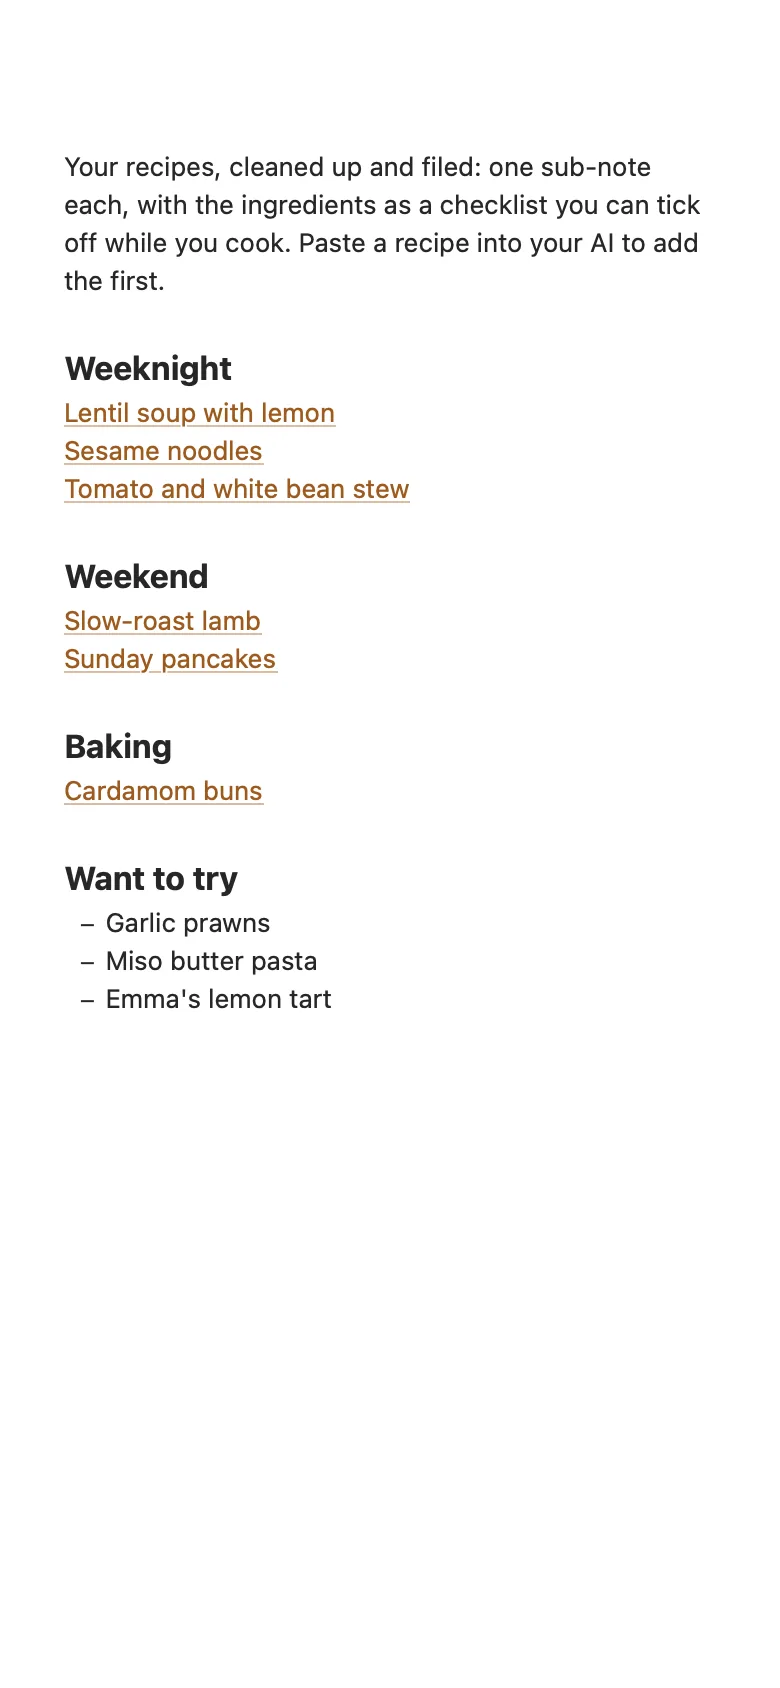 Your recipes, cleaned up and filed: one sub-note
each, with the ingredients as a checklist you can tick
off while you cook. Paste a recipe into your AI to add
the first.
Weeknight
Lentil soup with lemon
Sesame noodles
Tomato and white bean stew
Weekend
Slow-roast lamb
Sunday pancakes
Baking
Cardamom buns
Want to try
– Garlic prawns
– Miso butter pasta
– Emma's lemon tart